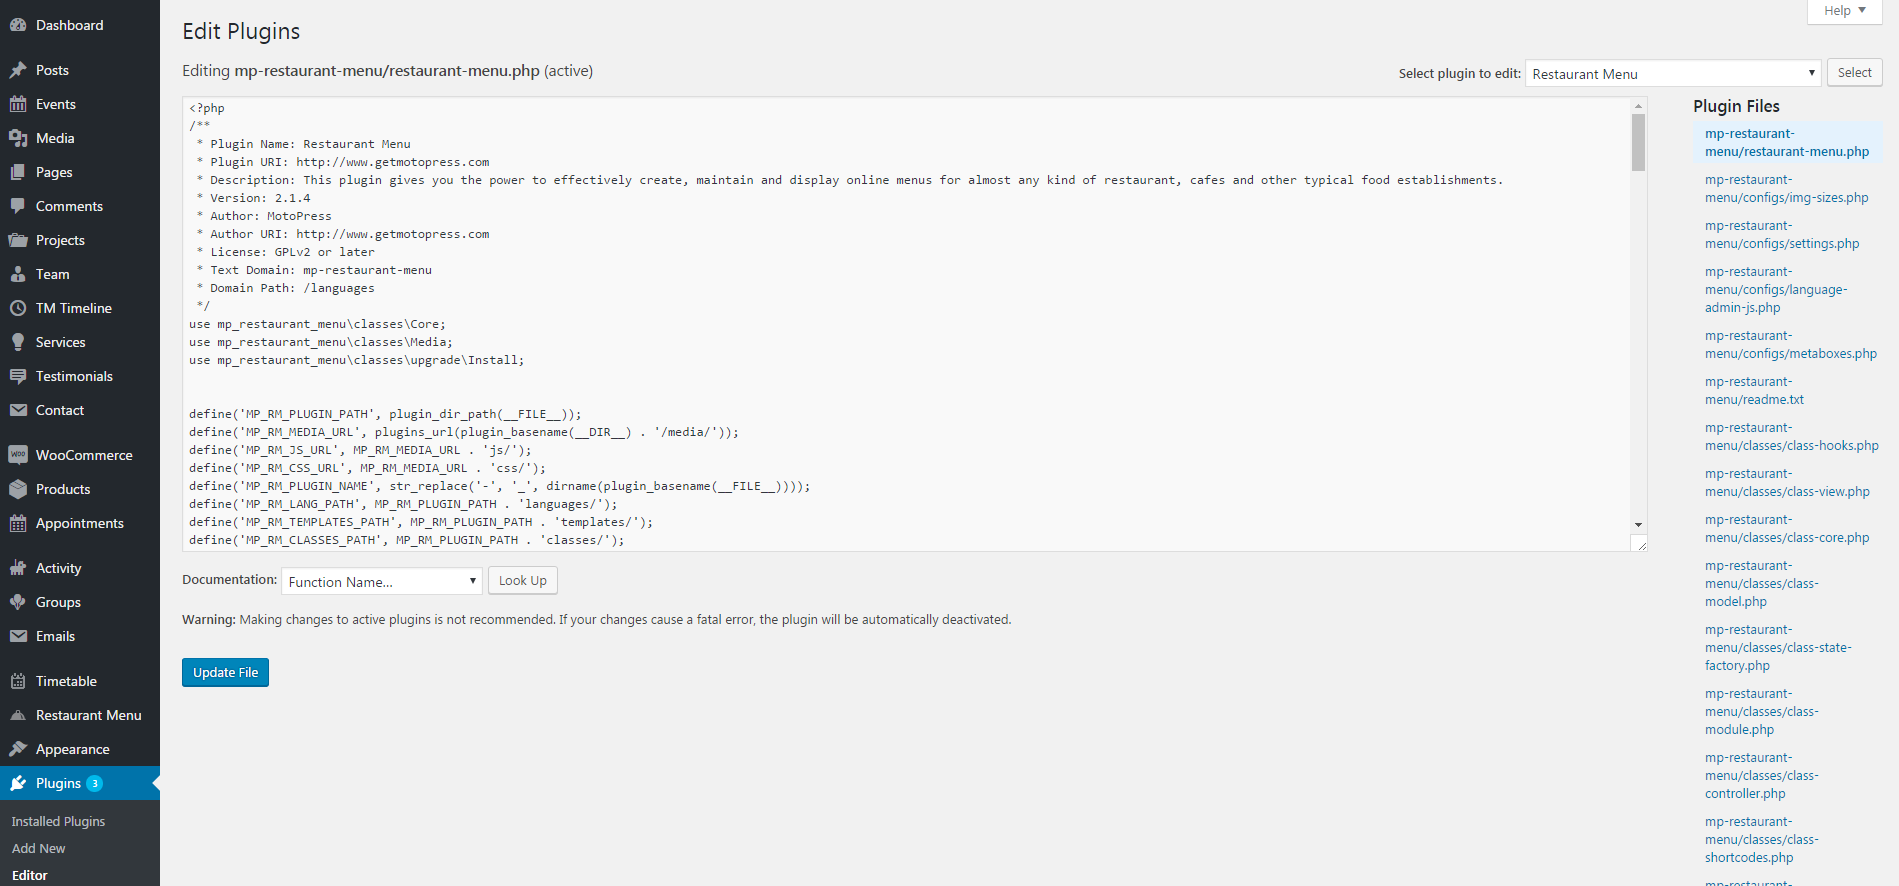 Dashboard
Posts
Events
Media
Pages
Comments
Projects
Team
TM Timeline
Services
Testimonials
Contact
WOO
WooCommerce
Products
Appointments
Activity
Groups
Emails
Timetable
Restaurant Menu
Appearance
Plugins 3
Installed Plugins
Add New
Editor
Help
Edit Plugins
Editing mp-restaurant-menu/restaurant-menu.php (active)
Select plugin to edit: Restaurant Menu Select
<?php
/**
* Plugin Name: Restaurant Menu
* Plugin URI: http://www.getmotopress.com
* Description: This plugin gives you the power to effectively create, maintain and display online menus for almost any kind of restaurant, cafes and other typical food establishments.
* Version: 2.1.4
* Author: MotoPress
* Author URI: http://www.getmotopress.com
* License: GPLv2 or later
* Text Domain: mp-restaurant-menu
* Domain Path: /languages
*/
use mp_restaurant_menu\classes\Core;
use mp_restaurant_menu\classes\Media;
use mp_restaurant_menu\classes\upgrade\Install;
define('MP_RM_PLUGIN_PATH', plugin_dir_path(__FILE__));
define('MP_RM_MEDIA_URL', plugins_url(plugin_basename(__DIR__) . '/media/'));
define('MP_RM_JS_URL', MP_RM_MEDIA_URL . 'js/');
define('MP_RM_CSS_URL', MP_RM_MEDIA_URL . 'css/');
define('MP_RM_PLUGIN_NAME', str_replace('-', '_', dirname(plugin_basename(__FILE__))));
define('MP_RM_LANG_PATH', MP_RM_PLUGIN_PATH . 'languages/');
define('MP_RM_TEMPLATES_PATH', MP_RM_PLUGIN_PATH . 'templates/');
define('MP_RM_CLASSES_PATH', MP_RM_PLUGIN_PATH . 'classes/');
Documentation: Function Name... Look Up
Warning: Making changes to active plugins is not recommended. If your changes cause a fatal error, the plugin will be automatically deactivated.
Update File
Plugin Files
mp-restaurant-
menu/restaurant-menu.php
mp-restaurant-
menu/configs/img-sizes.php
mp-restaurant-
menu/configs/settings.php
mp-restaurant-
menu/configs/language-
admin-js.php
mp-restaurant-
menu/configs/metaboxes.php
mp-restaurant-
menu/readme.txt
mp-restaurant-
menu/classes/class-hooks.php
mp-restaurant-
menu/classes/class-view.php
mp-restaurant-
menu/classes/class-core.php
mp-restaurant-
menu/classes/class-
model.php
mp-restaurant-
menu/classes/class-state-
factory.php
mp-restaurant-
menu/classes/class-
module.php
mp-restaurant-
menu/classes/class-
controller.php
mp-restaurant-
menu/classes/class-
shortcodes.php
mp-restaurant-